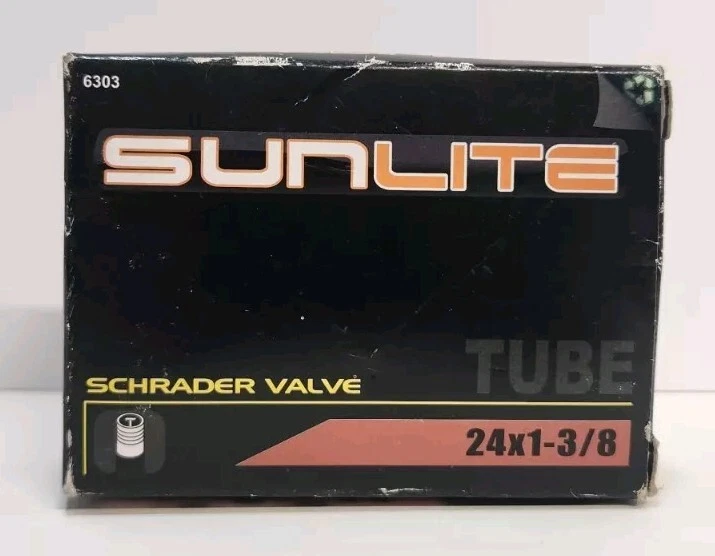 6303
SUNLITE
TUBE
SCHRADER VALVE
24x1-3/8